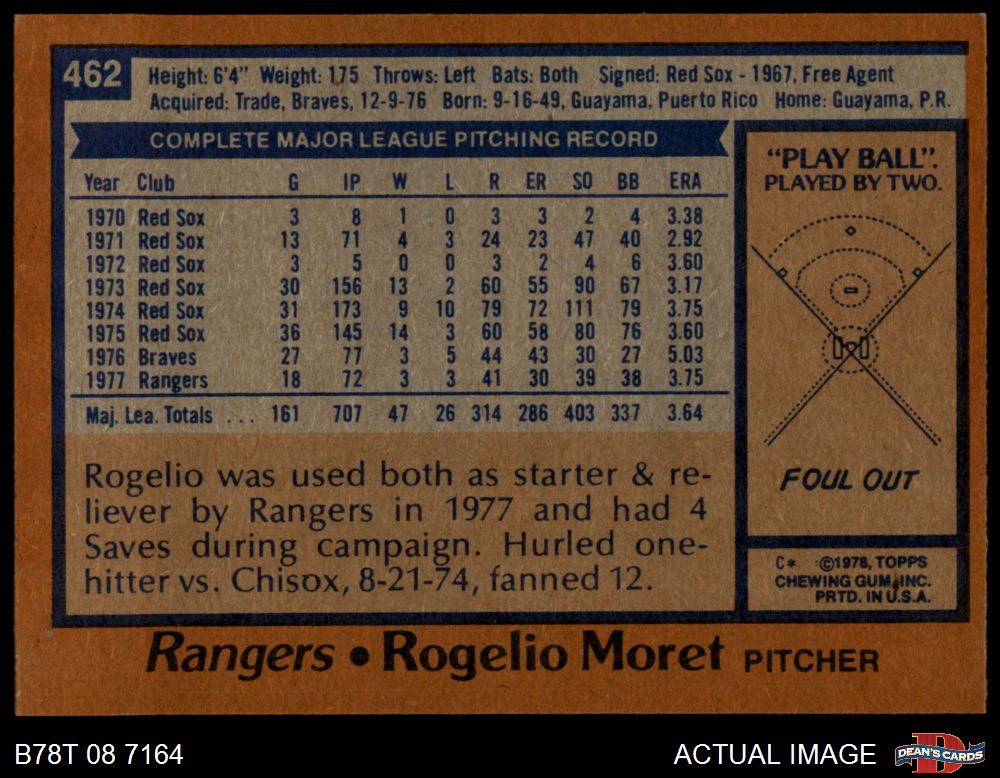 462
Height: 6'4" Weight: 175 Throws: Left Bats: Both Signed: Red Sox - 1967, Free Agent
Acquired: Trade, Braves, 12-9-76 Born: 9-16-49, Guayama, Puerto Rico Home: Guayama, P.R.
COMPLETE MAJOR LEAGUE PITCHING RECORD
Year Club G IP W L R ER SO BB ERA
1970 Red Sox 3 8 1 0 3 3 2 4 3.38
1971 Red Sox 13 71 4 3 24 23 47 40 2.92
1972 Red Sox 3 5 0 0 3 2 4 6 3.60
1973 Red Sox 30 156 13 2 60 55 90 67 3.17
1974 Red Sox 31 173 9 10 79 72 111 79 3.75
1975 Red Sox 36 145 14 3 60 58 80 76 3.60
1976 Braves 27 77 3 5 44 43 30 27 5.03
1977 Rangers 18 72 3 3 41 30 39 38 3.75
Maj. Lea. Totals ... 161 707 47 26 314 286 403 337 3.64
Rogelio was used both as starter & re-
liever by Rangers in 1977 and had 4
Saves during campaign. Hurled one-
hitter vs. Chisox, 8-21-74, fanned 12.
"PLAY BALL".
PLAYED BY TWO.
FOUL OUT
C* ©1978, TOPPS
CHEWING GUM, INC.
PRTD. IN U.S.A.
Rangers • Rogelio Moret PITCHER
B78T 08 7164
ACTUAL IMAGE
DEAN'S CARDS